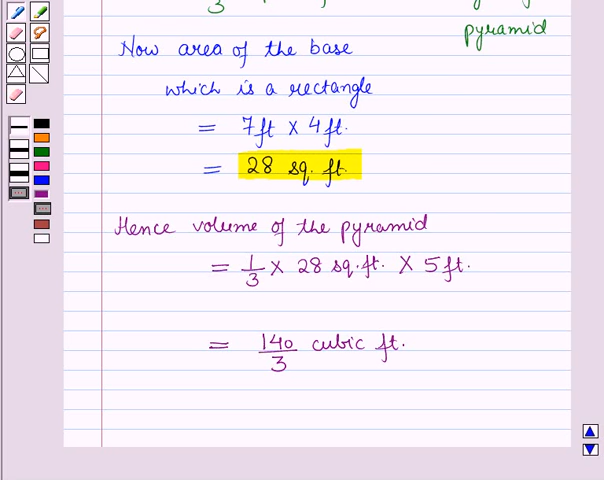 3
pyramid
Now area of the base
which is a rectangle
= 7ft × 4ft.
= 28 sq. ft.
Hence volume of the pyramid
= 1/3 × 28 sq.ft. × 5ft.
= 140/3 cubic ft.